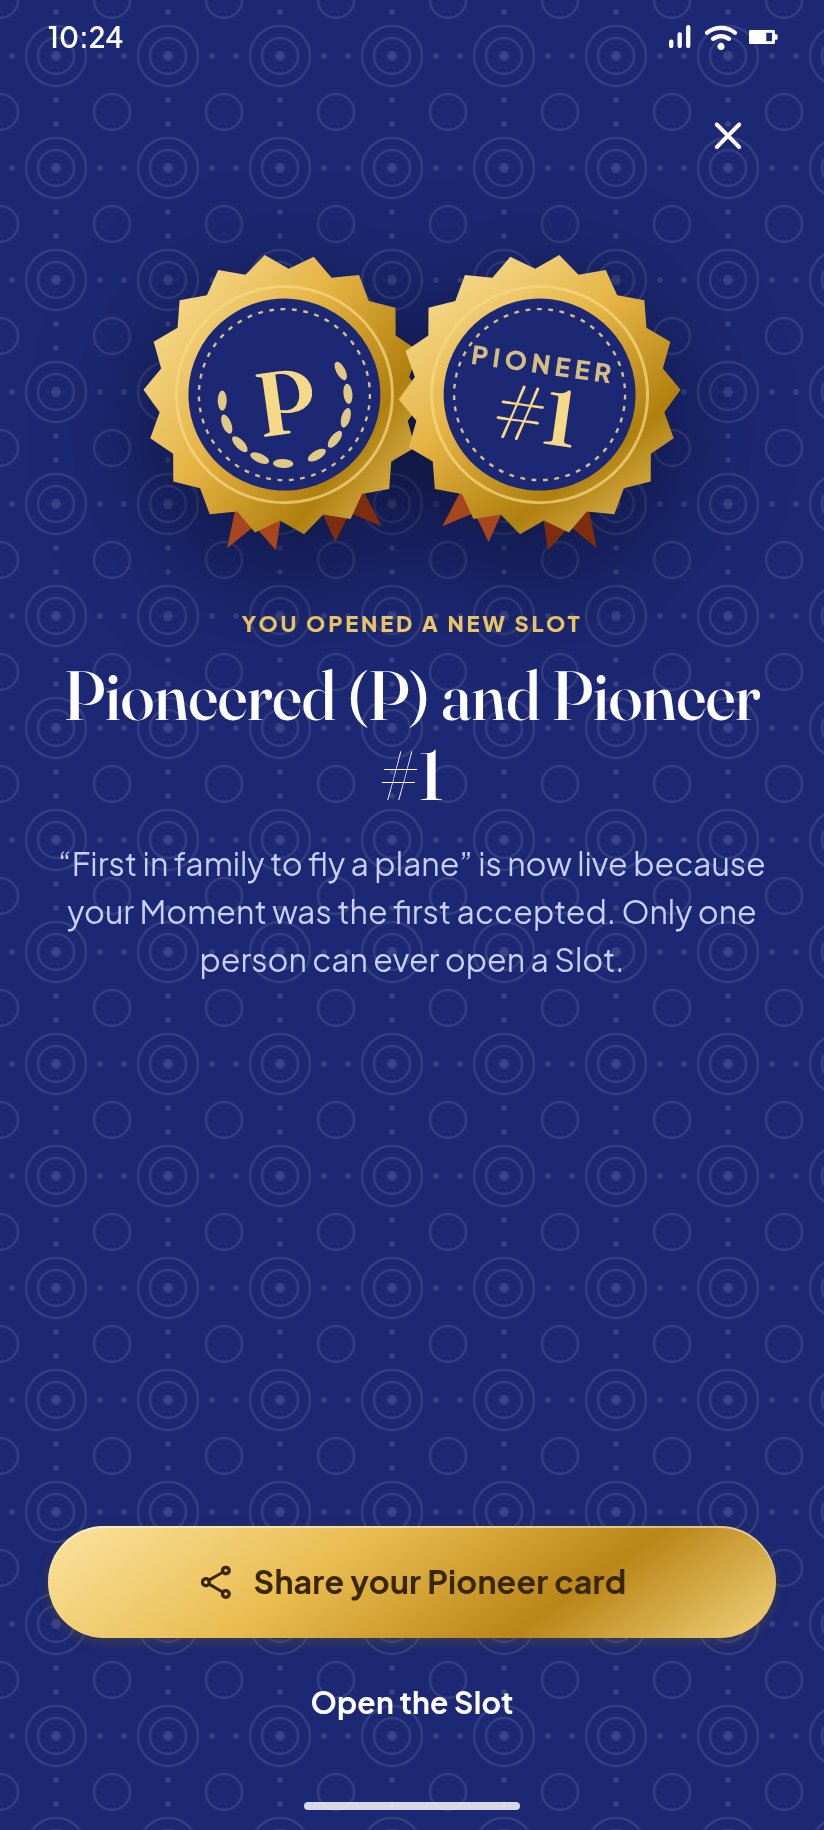 10:24
P
PIONEER
#1
YOU OPENED A NEW SLOT
Pioneered (P) and Pioneer
#1
“First in family to fly a plane” is now live because
your Moment was the first accepted. Only one
person can ever open a Slot.
Share your Pioneer card
Open the Slot